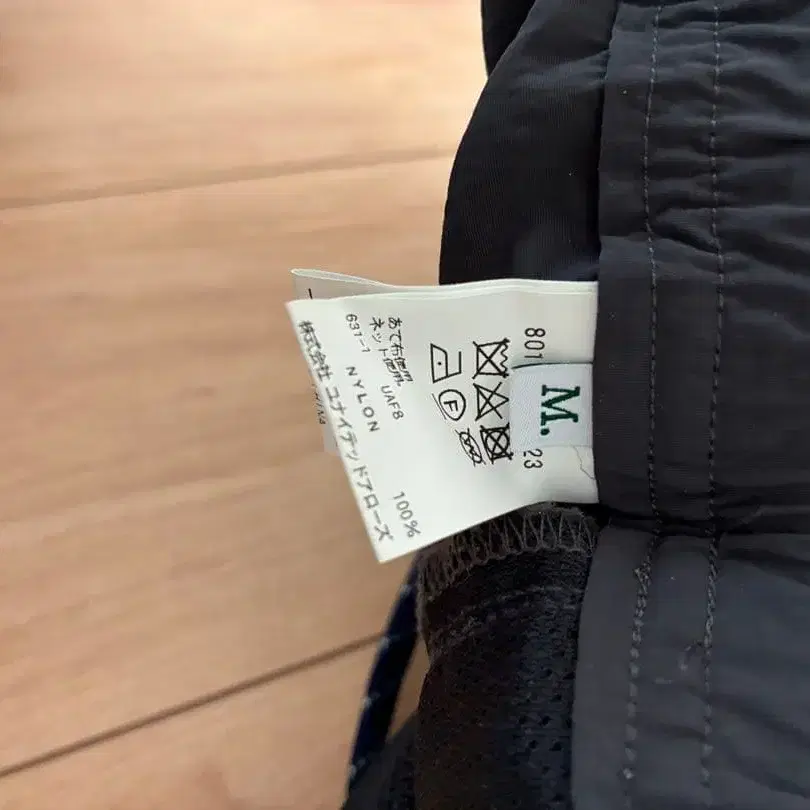 801
23
M.
あて布使用。
ネット使用。
UAF8
631-1
NYLON 100%
株式会社 ユナイテッドアローズ